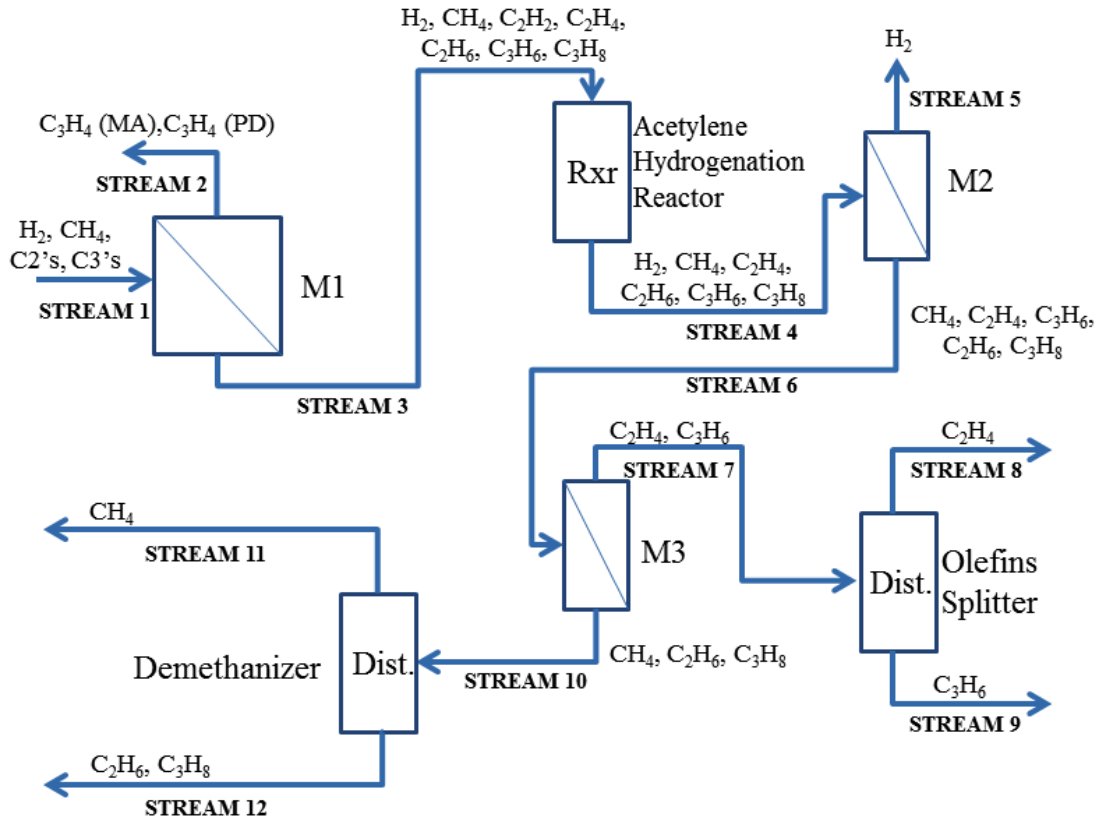 H₂, CH₄, C₂H₂, C₂H₄,
C₂H₆, C₃H₆, C₃H₈
H₂
STREAM 5
C₃H₄ (MA),C₃H₄ (PD)
STREAM 2
Acetylene
Hydrogenation
Reactor
Rxr
M2
H₂, CH₄,
C2’s, C3’s
STREAM 1
M1
H₂, CH₄, C₂H₄,
C₂H₆, C₃H₆, C₃H₈
STREAM 4
CH₄, C₂H₄, C₃H₆,
C₂H₆, C₃H₈
STREAM 3
STREAM 6
C₂H₄, C₃H₆
STREAM 7
C₂H₄
STREAM 8
CH₄
STREAM 11
M3
Dist.
Olefins
Splitter
Demethanizer
Dist.
CH₄, C₂H₆, C₃H₈
STREAM 10
C₃H₆
STREAM 9
C₂H₆, C₃H₈
STREAM 12